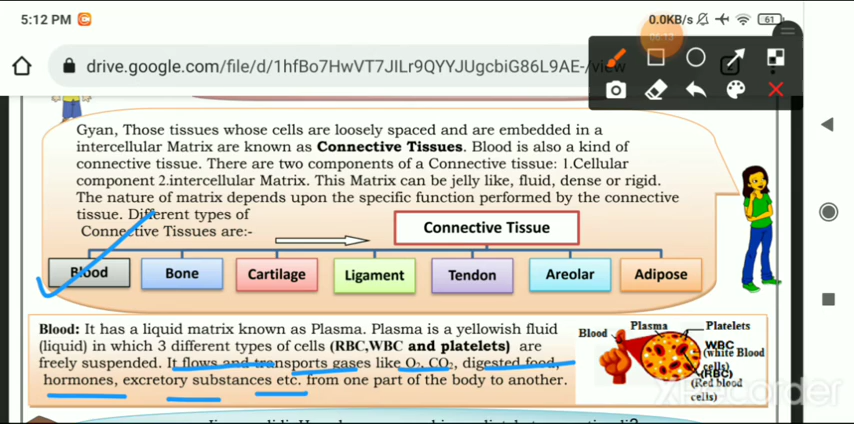 5:12 PM
0.0KB/s
61
06:13
drive.google.com/file/d/1hfBo7HwVT7JILr9QYYJUgcbiG86L9AE-/view
Gyan, Those tissues whose cells are loosely spaced and are embedded in a
intercellular Matrix are known as Connective Tissues. Blood is also a kind of
connective tissue. There are two components of a Connective tissue: 1.Cellular
component 2.intercellular Matrix. This Matrix can be jelly like, fluid, dense or rigid.
The nature of matrix depends upon the specific function performed by the connective
tissue. Different types of
Connective Tissues are:-
Connective Tissue
Blood
Bone
Cartilage
Ligament
Tendon
Areolar
Adipose
Blood: It has a liquid matrix known as Plasma. Plasma is a yellowish fluid
(liquid) in which 3 different types of cells (RBC,WBC and platelets) are
freely suspended. It flows and transports gases like O2, CO2, digested food,
hormones, excretory substances etc. from one part of the body to another.
Blood
Plasma
Platelets
WBC
(white Blood
cells)
(RBC)
(Red blood
cells)
XRecorder